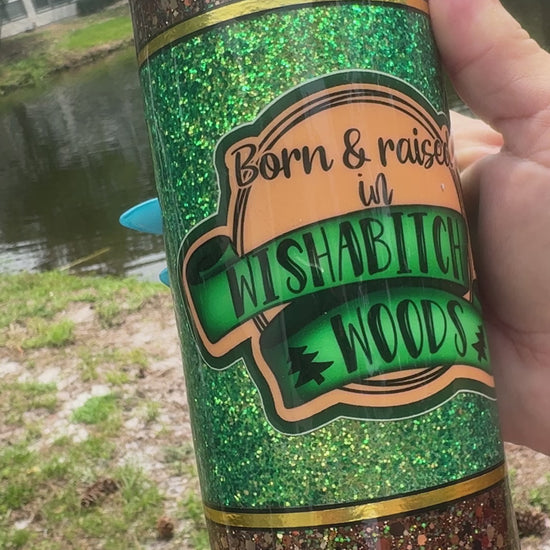 Born & raised
in
WISHABITCH
WOODS